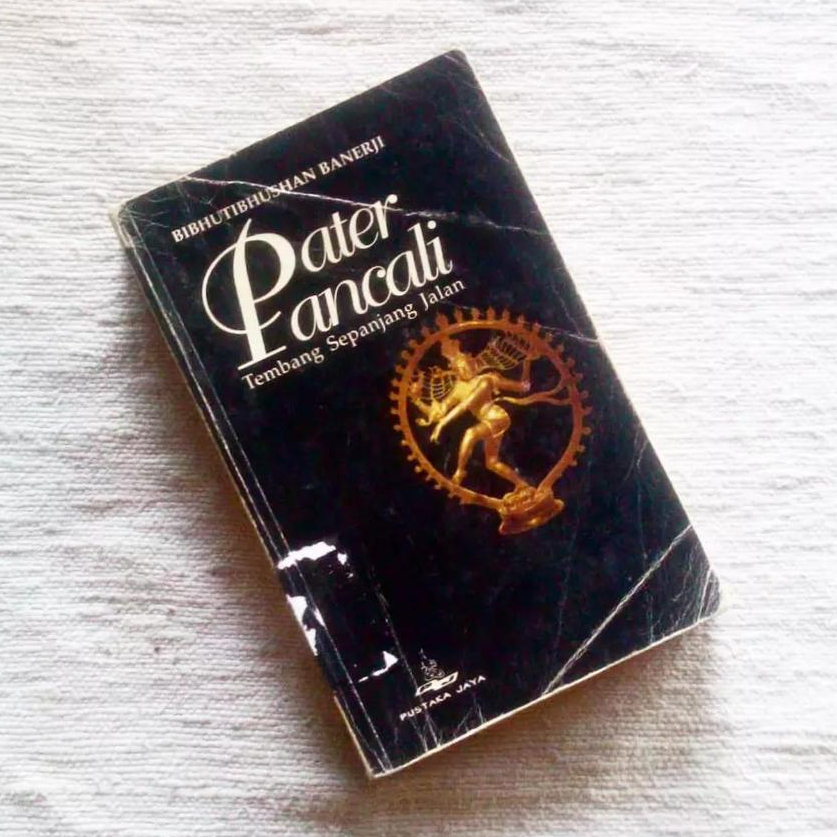 BIBHUTIBHUSHAN BANERJI
Pater
Pancali
Tembang Sepanjang Jalan
PUSTAKA JAYA